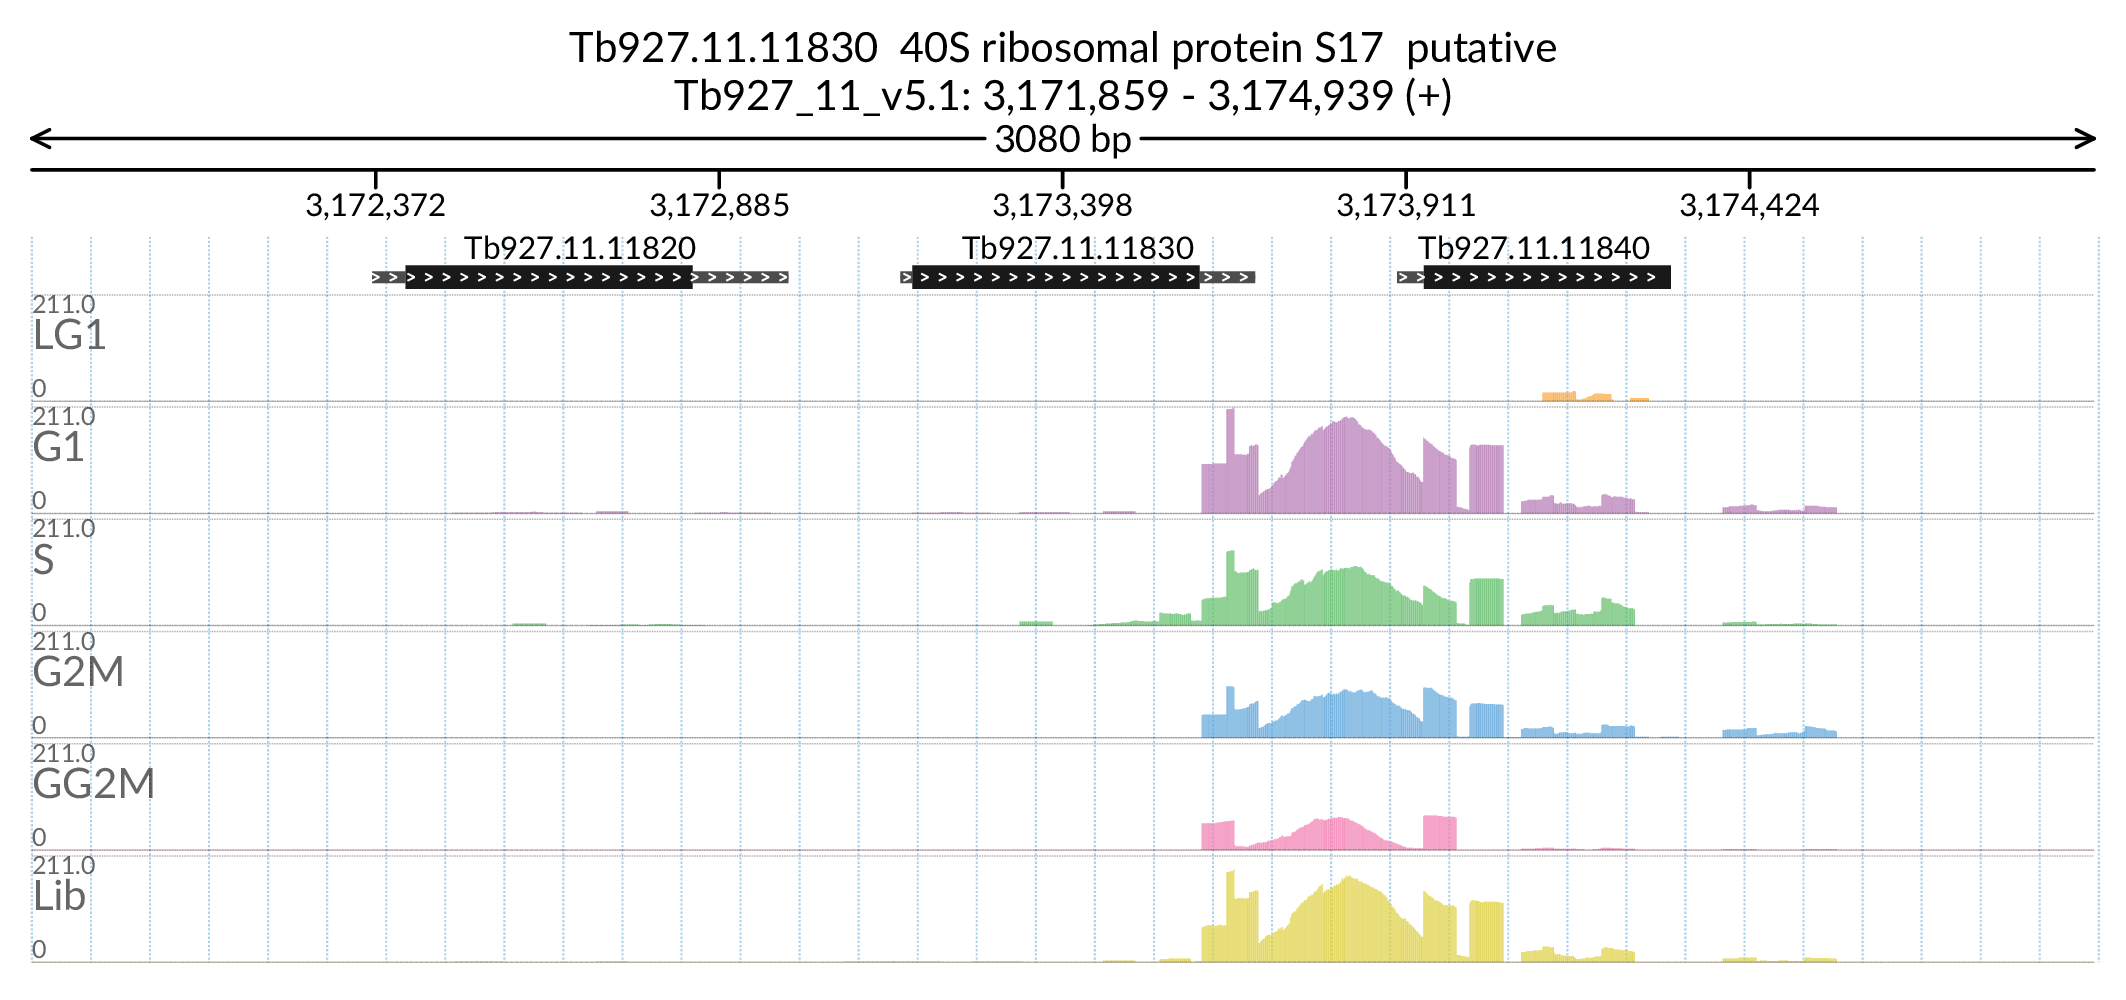 Tb927.11.11830 40S ribosomal protein S17 putative
Tb927_11_v5.1: 3,171,859 - 3,174,939 (+)
3080 bp
3,172,372 3,172,885 3,173,398 3,173,911 3,174,424
Tb927.11.11820 Tb927.11.11830 Tb927.11.11840
211.0
LG1
0
211.0
G1
0
211.0
S
0
211.0
G2M
0
211.0
GG2M
0
211.0
Lib
0